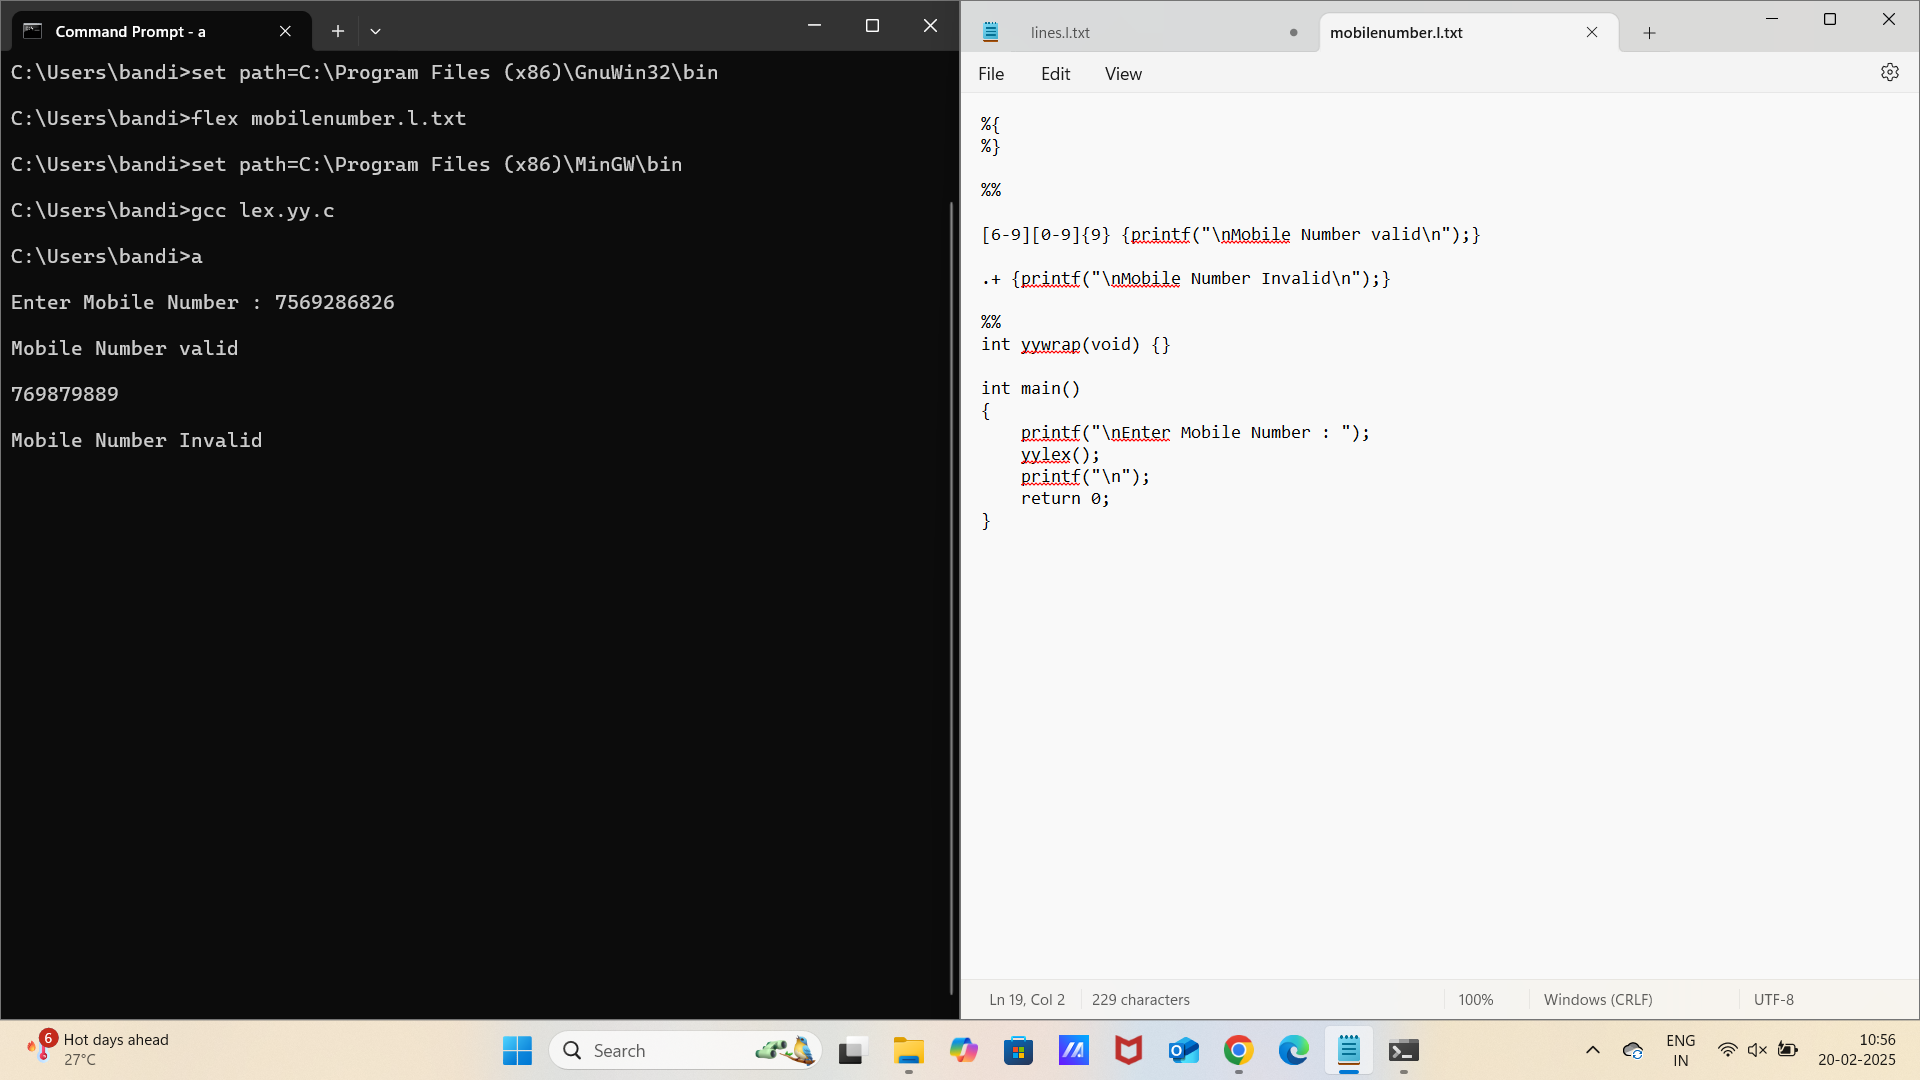 Command Prompt - a
C:\Users\bandi>set path=C:\Program Files (x86)\GnuWin32\bin
C:\Users\bandi>flex mobilenumber.l.txt
C:\Users\bandi>set path=C:\Program Files (x86)\MinGW\bin
C:\Users\bandi>gcc lex.yy.c
C:\Users\bandi>a
Enter Mobile Number : 7569286826
Mobile Number valid
769879889
Mobile Number Invalid
lines.l.txt
mobilenumber.l.txt
File Edit View
%{
%}
%%
[6-9][0-9]{9} {printf("\nMobile Number valid\n");}
.+ {printf("\nMobile Number Invalid\n");}
%%
int yywrap(void) {}
int main()
{
    printf("\nEnter Mobile Number : ");
    yylex();
    printf("\n");
    return 0;
}
Ln 19, Col 2 229 characters 100% Windows (CRLF) UTF-8
6
Hot days ahead
27°C
Search
ENG
IN
10:56
20-02-2025